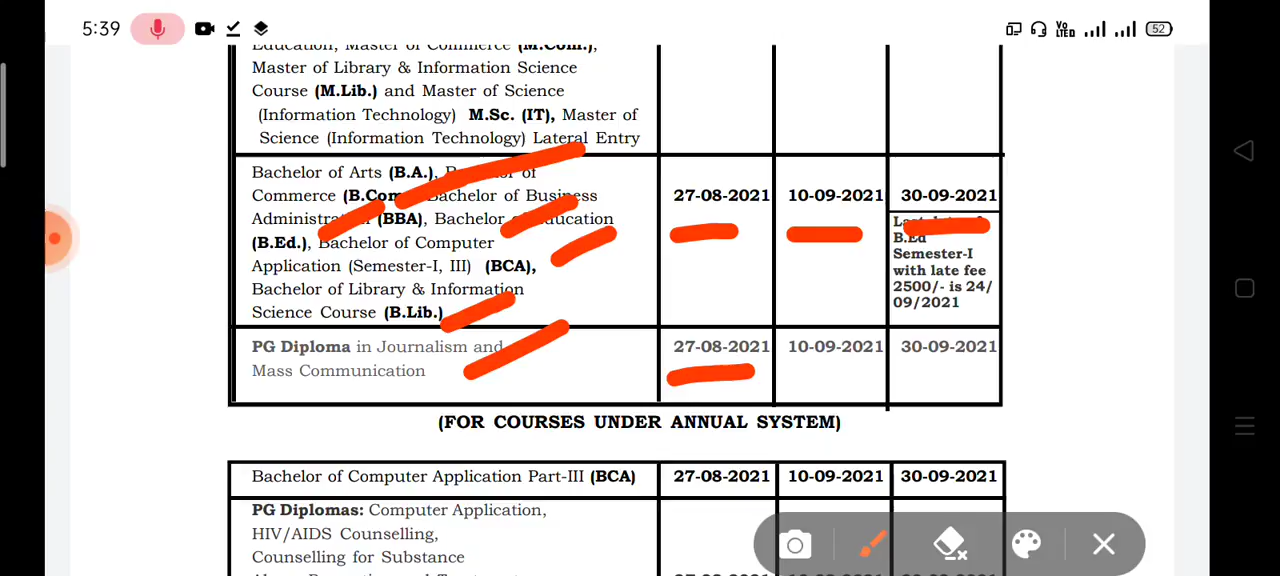 5:39
52
Education, Master of Commerce (M.Com.),
Master of Library & Information Science
Course (M.Lib.) and Master of Science
(Information Technology) M.Sc. (IT), Master of
Science (Information Technology) Lateral Entry
Bachelor of Arts (B.A.), of
Commerce (B.Com Bachelor of Business
Administration (BBA), Bachelor of Education
(B.Ed.), Bachelor of Computer
Application (Semester-I, III) (BCA),
Bachelor of Library & Information
Science Course (B.Lib.)
27-08-2021 10-09-2021 30-09-2021
B.Ed
Semester-I
with late fee
2500/- is 24/
09/2021
PG Diploma in Journalism and
Mass Communication
27-08-2021 10-09-2021 30-09-2021
(FOR COURSES UNDER ANNUAL SYSTEM)
Bachelor of Computer Application Part-III (BCA) 27-08-2021 10-09-2021 30-09-2021
PG Diplomas: Computer Application,
HIV/AIDS Counselling,
Counselling for Substance